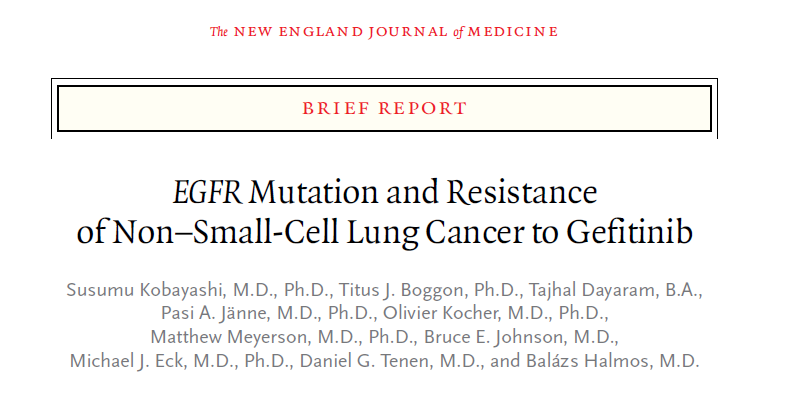 The NEW ENGLAND JOURNAL of MEDICINE
BRIEF REPORT
EGFR Mutation and Resistance
of Non–Small-Cell Lung Cancer to Gefitinib
Susumu Kobayashi, M.D., Ph.D., Titus J. Boggon, Ph.D., Tajhal Dayaram, B.A.,
Pasi A. Jänne, M.D., Ph.D., Olivier Kocher, M.D., Ph.D.,
Matthew Meyerson, M.D., Ph.D., Bruce E. Johnson, M.D.,
Michael J. Eck, M.D., Ph.D., Daniel G. Tenen, M.D., and Balázs Halmos, M.D.